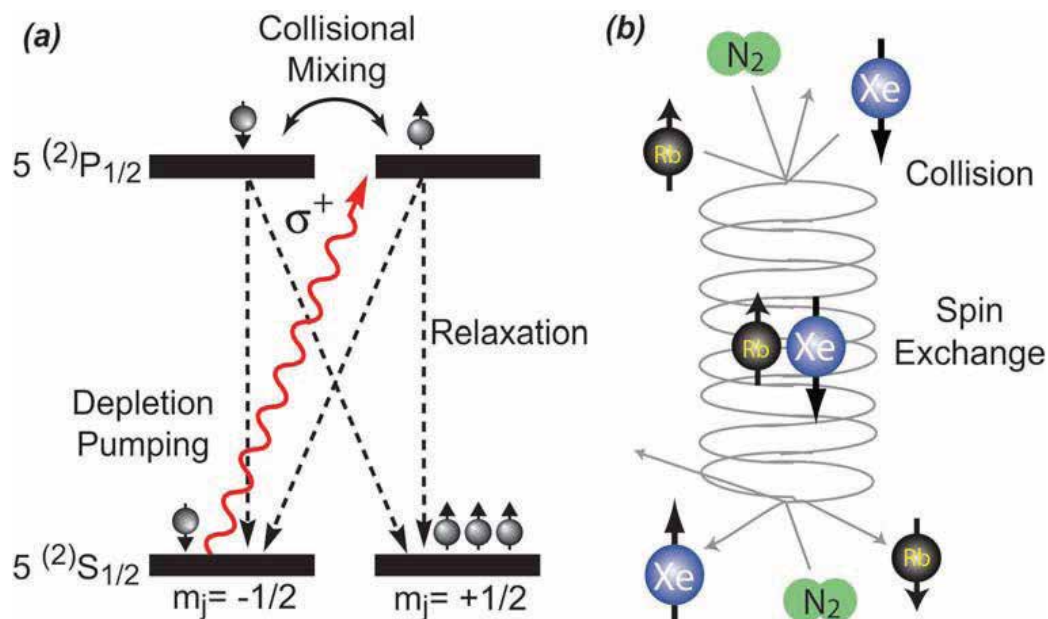 (a)
Collisional
Mixing
5 (2)P1/2
σ+
Relaxation
Depletion
Pumping
5 (2)S1/2
mj= -1/2
mj= +1/2
(b)
N2
Xe
Rb
Collision
Rb
Xe
Spin
Exchange
Xe
N2
Rb